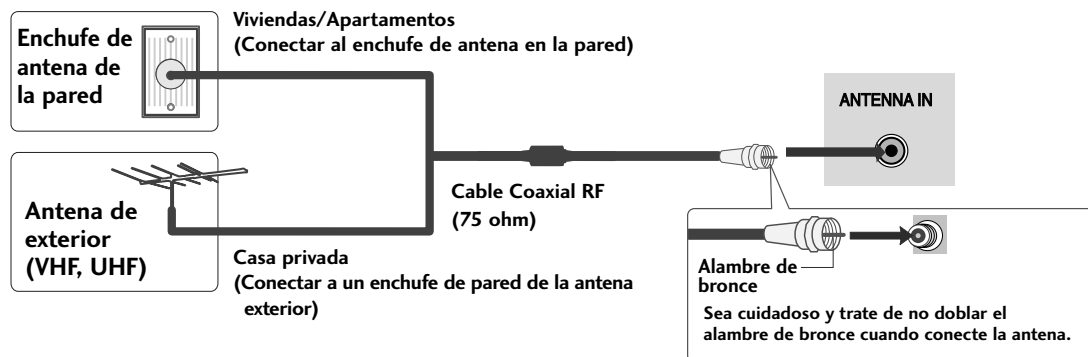 Enchufe de
antena de
la pared
Viviendas/Apartamentos
(Conectar al enchufe de antena en la pared)
ANTENNA IN
Antena de
exterior
(VHF, UHF)
Cable Coaxial RF
(75 ohm)
Casa privada
(Conectar a un enchufe de pared de la antena
exterior)
Alambre de
bronce
Sea cuidadoso y trate de no doblar el
alambre de bronce cuando conecte la antena.